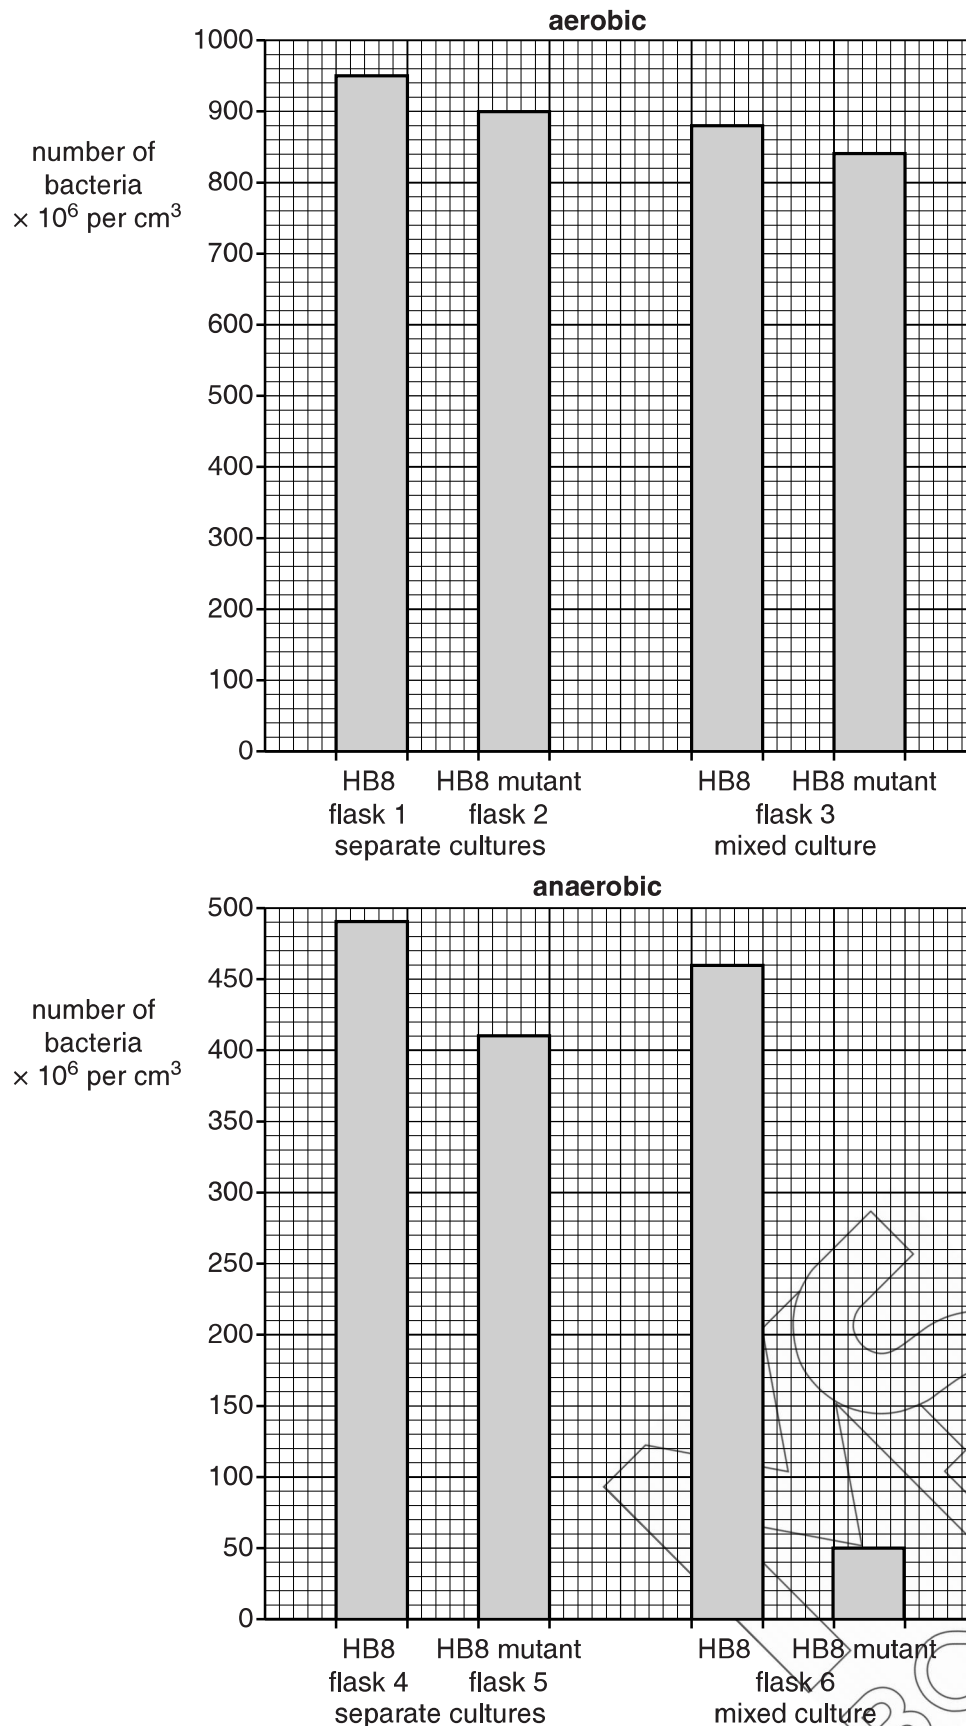 aerobic
1000
900
800
700
600
500
400
300
200
100
0
number of
bacteria
× 10⁶ per cm³
HB8 HB8 mutant HB8 HB8 mutant
flask 1 flask 2 flask 3
separate cultures mixed culture
anaerobic
500
450
400
350
300
250
200
150
100
50
0
number of
bacteria
× 10⁶ per cm³
HB8 HB8 mutant HB8 HB8 mutant
flask 4 flask 5 flask 6
separate cultures mixed culture